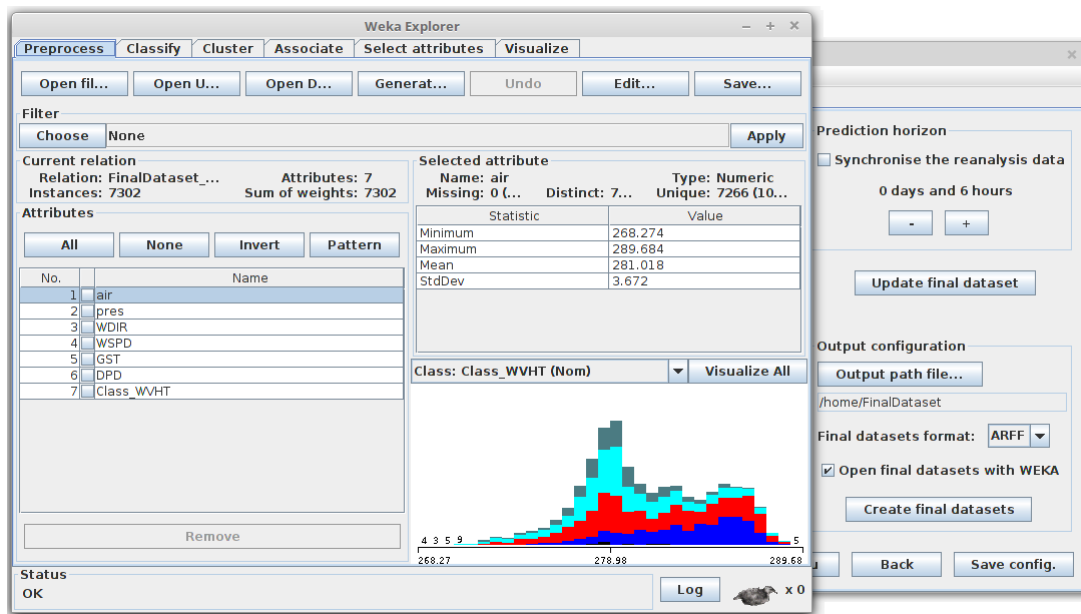 Weka Explorer
Preprocess Classify Cluster Associate Select attributes Visualize
Open fil... Open U... Open D... Generat... Undo Edit... Save...
Filter
Choose None Apply
Current relation
Relation: FinalDataset_... Attributes: 7
Instances: 7302 Sum of weights: 7302
Attributes
All None Invert Pattern
No. Name
1 air
2 pres
3 WDIR
4 WSPD
5 GST
6 DPD
7 Class_WVHT
Remove
Selected attribute
Name: air Type: Numeric
Missing: 0 (... Distinct: 7... Unique: 7266 (10...
Statistic Value
Minimum 268.274
Maximum 289.684
Mean 281.018
StdDev 3.672
Class: Class_WVHT (Nom) Visualize All
4 3 5 9 5
268.27 278.98 289.68
Status
OK
Log x 0
Prediction horizon
Synchronise the reanalysis data
0 days and 6 hours
- +
Update final dataset
Output configuration
Output path file...
/home/FinalDataset
Final datasets format: ARFF
Open final datasets with WEKA
Create final datasets
Back Save config.